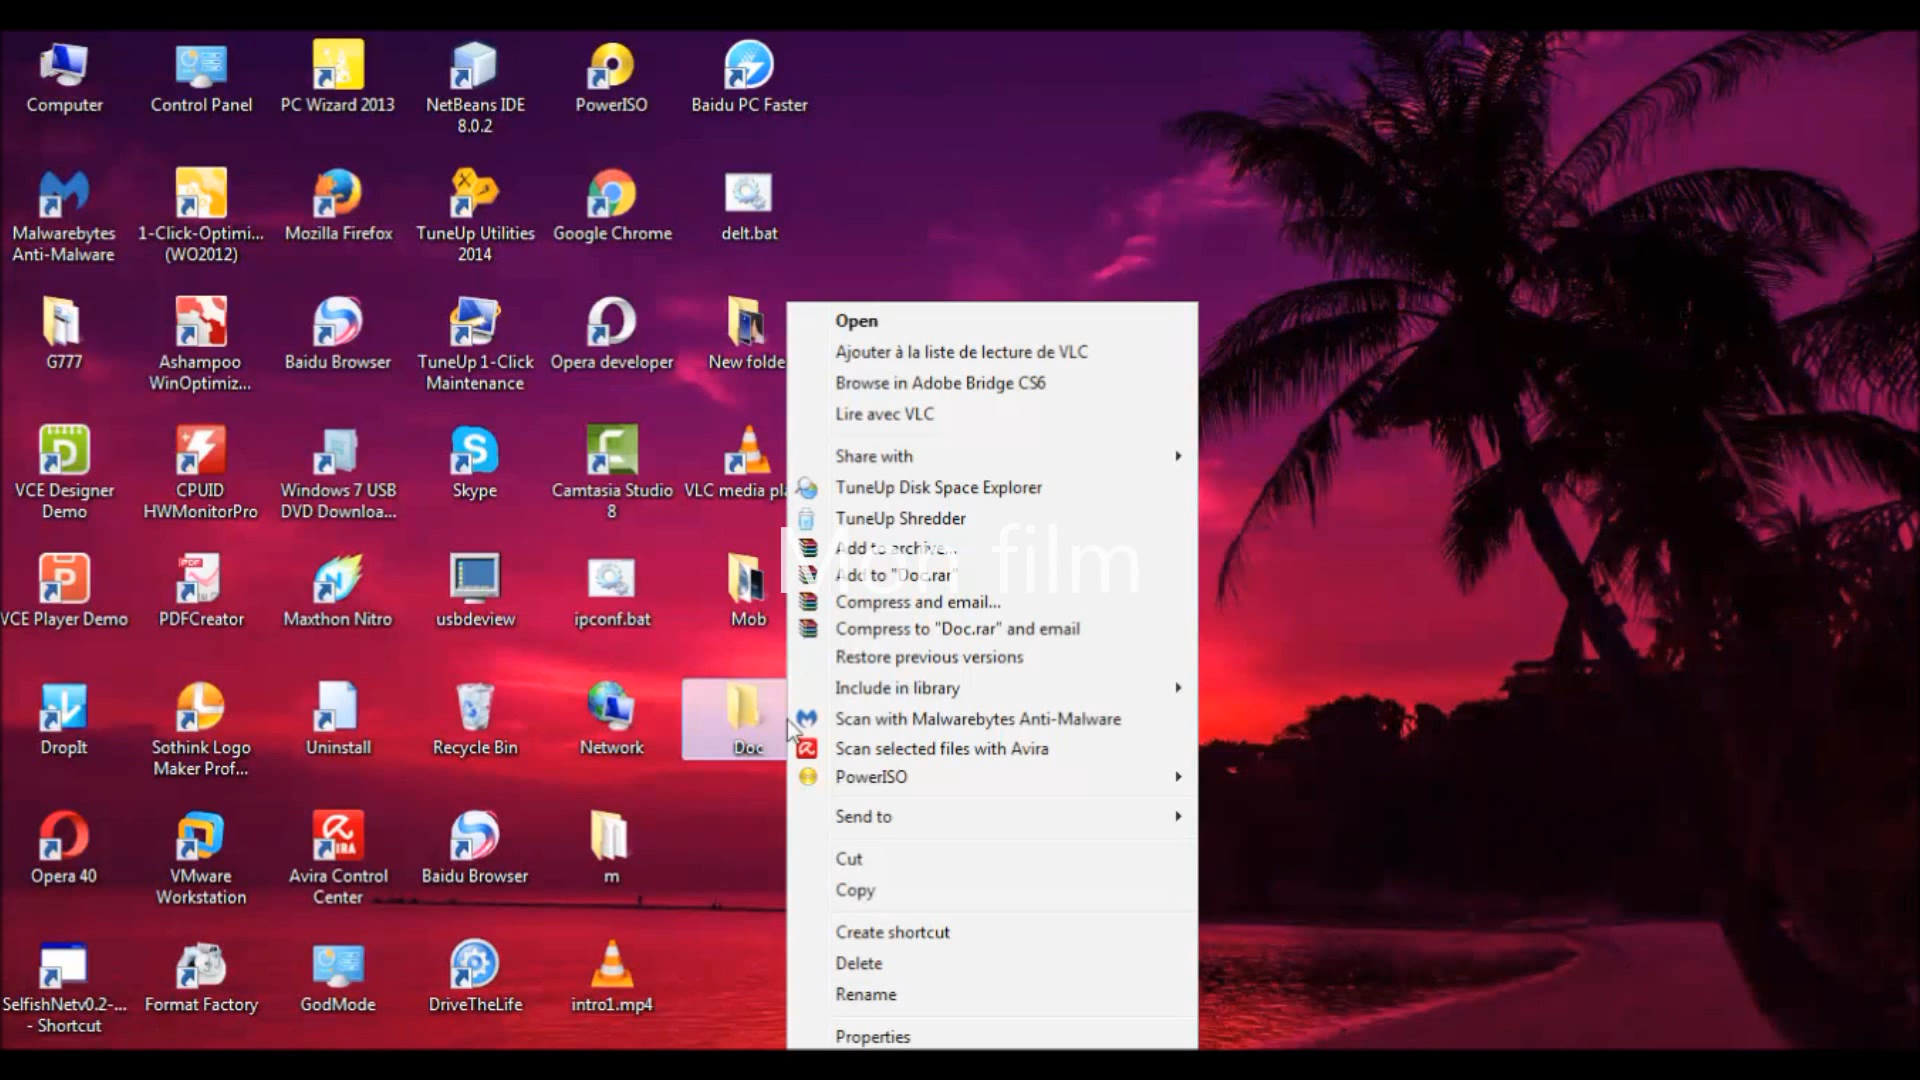 Computer
Control Panel
PC Wizard 2013
NetBeans IDE
8.0.2
PowerISO
Baidu PC Faster
Malwarebytes
Anti-Malware
1-Click-Optimi...
(WO2012)
Mozilla Firefox
TuneUp Utilities
2014
Google Chrome
delt.bat
G777
Ashampoo
WinOptimiz...
Baidu Browser
TuneUp 1-Click
Maintenance
Opera developer
New folde
VCE Designer
Demo
CPUID
HWMonitorPro
Windows 7 USB
DVD Downloa...
Skype
Camtasia Studio
8
VLC media pla
VCE Player Demo
PDFCreator
Maxthon Nitro
usbdeview
ipconf.bat
Mob
DropIt
Sothink Logo
Maker Prof...
Uninstall
Recycle Bin
Network
Doc
Opera 40
VMware
Workstation
Avira Control
Center
Baidu Browser
m
SelfishNetv0.2-...
- Shortcut
Format Factory
GodMode
DriveTheLife
intro1.mp4
Open
Ajouter à la liste de lecture de VLC
Browse in Adobe Bridge CS6
Lire avec VLC
Share with
TuneUp Disk Space Explorer
TuneUp Shredder
Add to archive...
Add to "Doc.rar"
Compress and email...
Compress to "Doc.rar" and email
Restore previous versions
Include in library
Scan with Malwarebytes Anti-Malware
Scan selected files with Avira
PowerISO
Send to
Cut
Copy
Create shortcut
Delete
Rename
Properties
Mon film